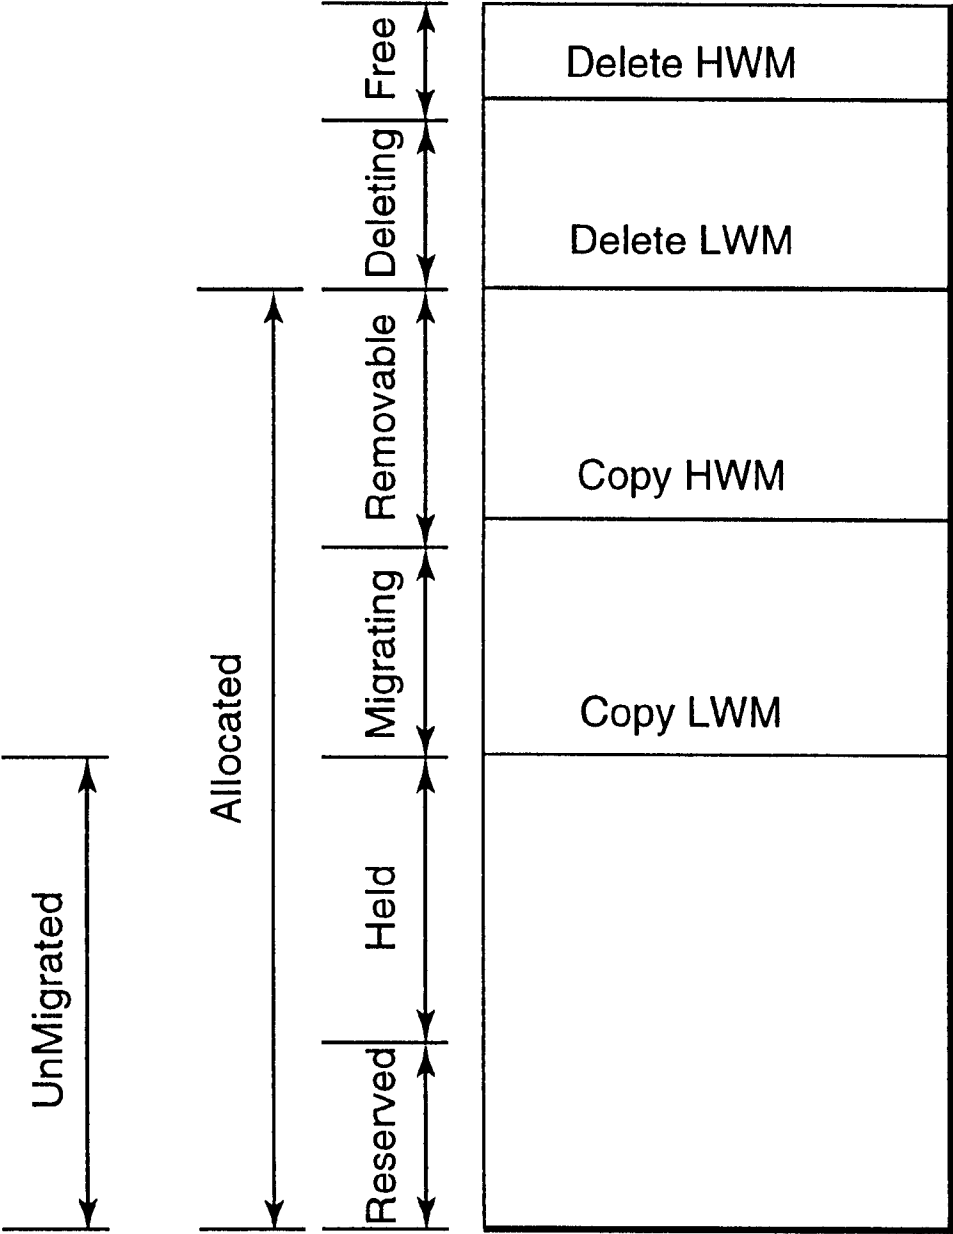 Free
Deleting
Removable
Migrating
Held
Reserved
Allocated
UnMigrated
Delete HWM
Delete LWM
Copy HWM
Copy LWM